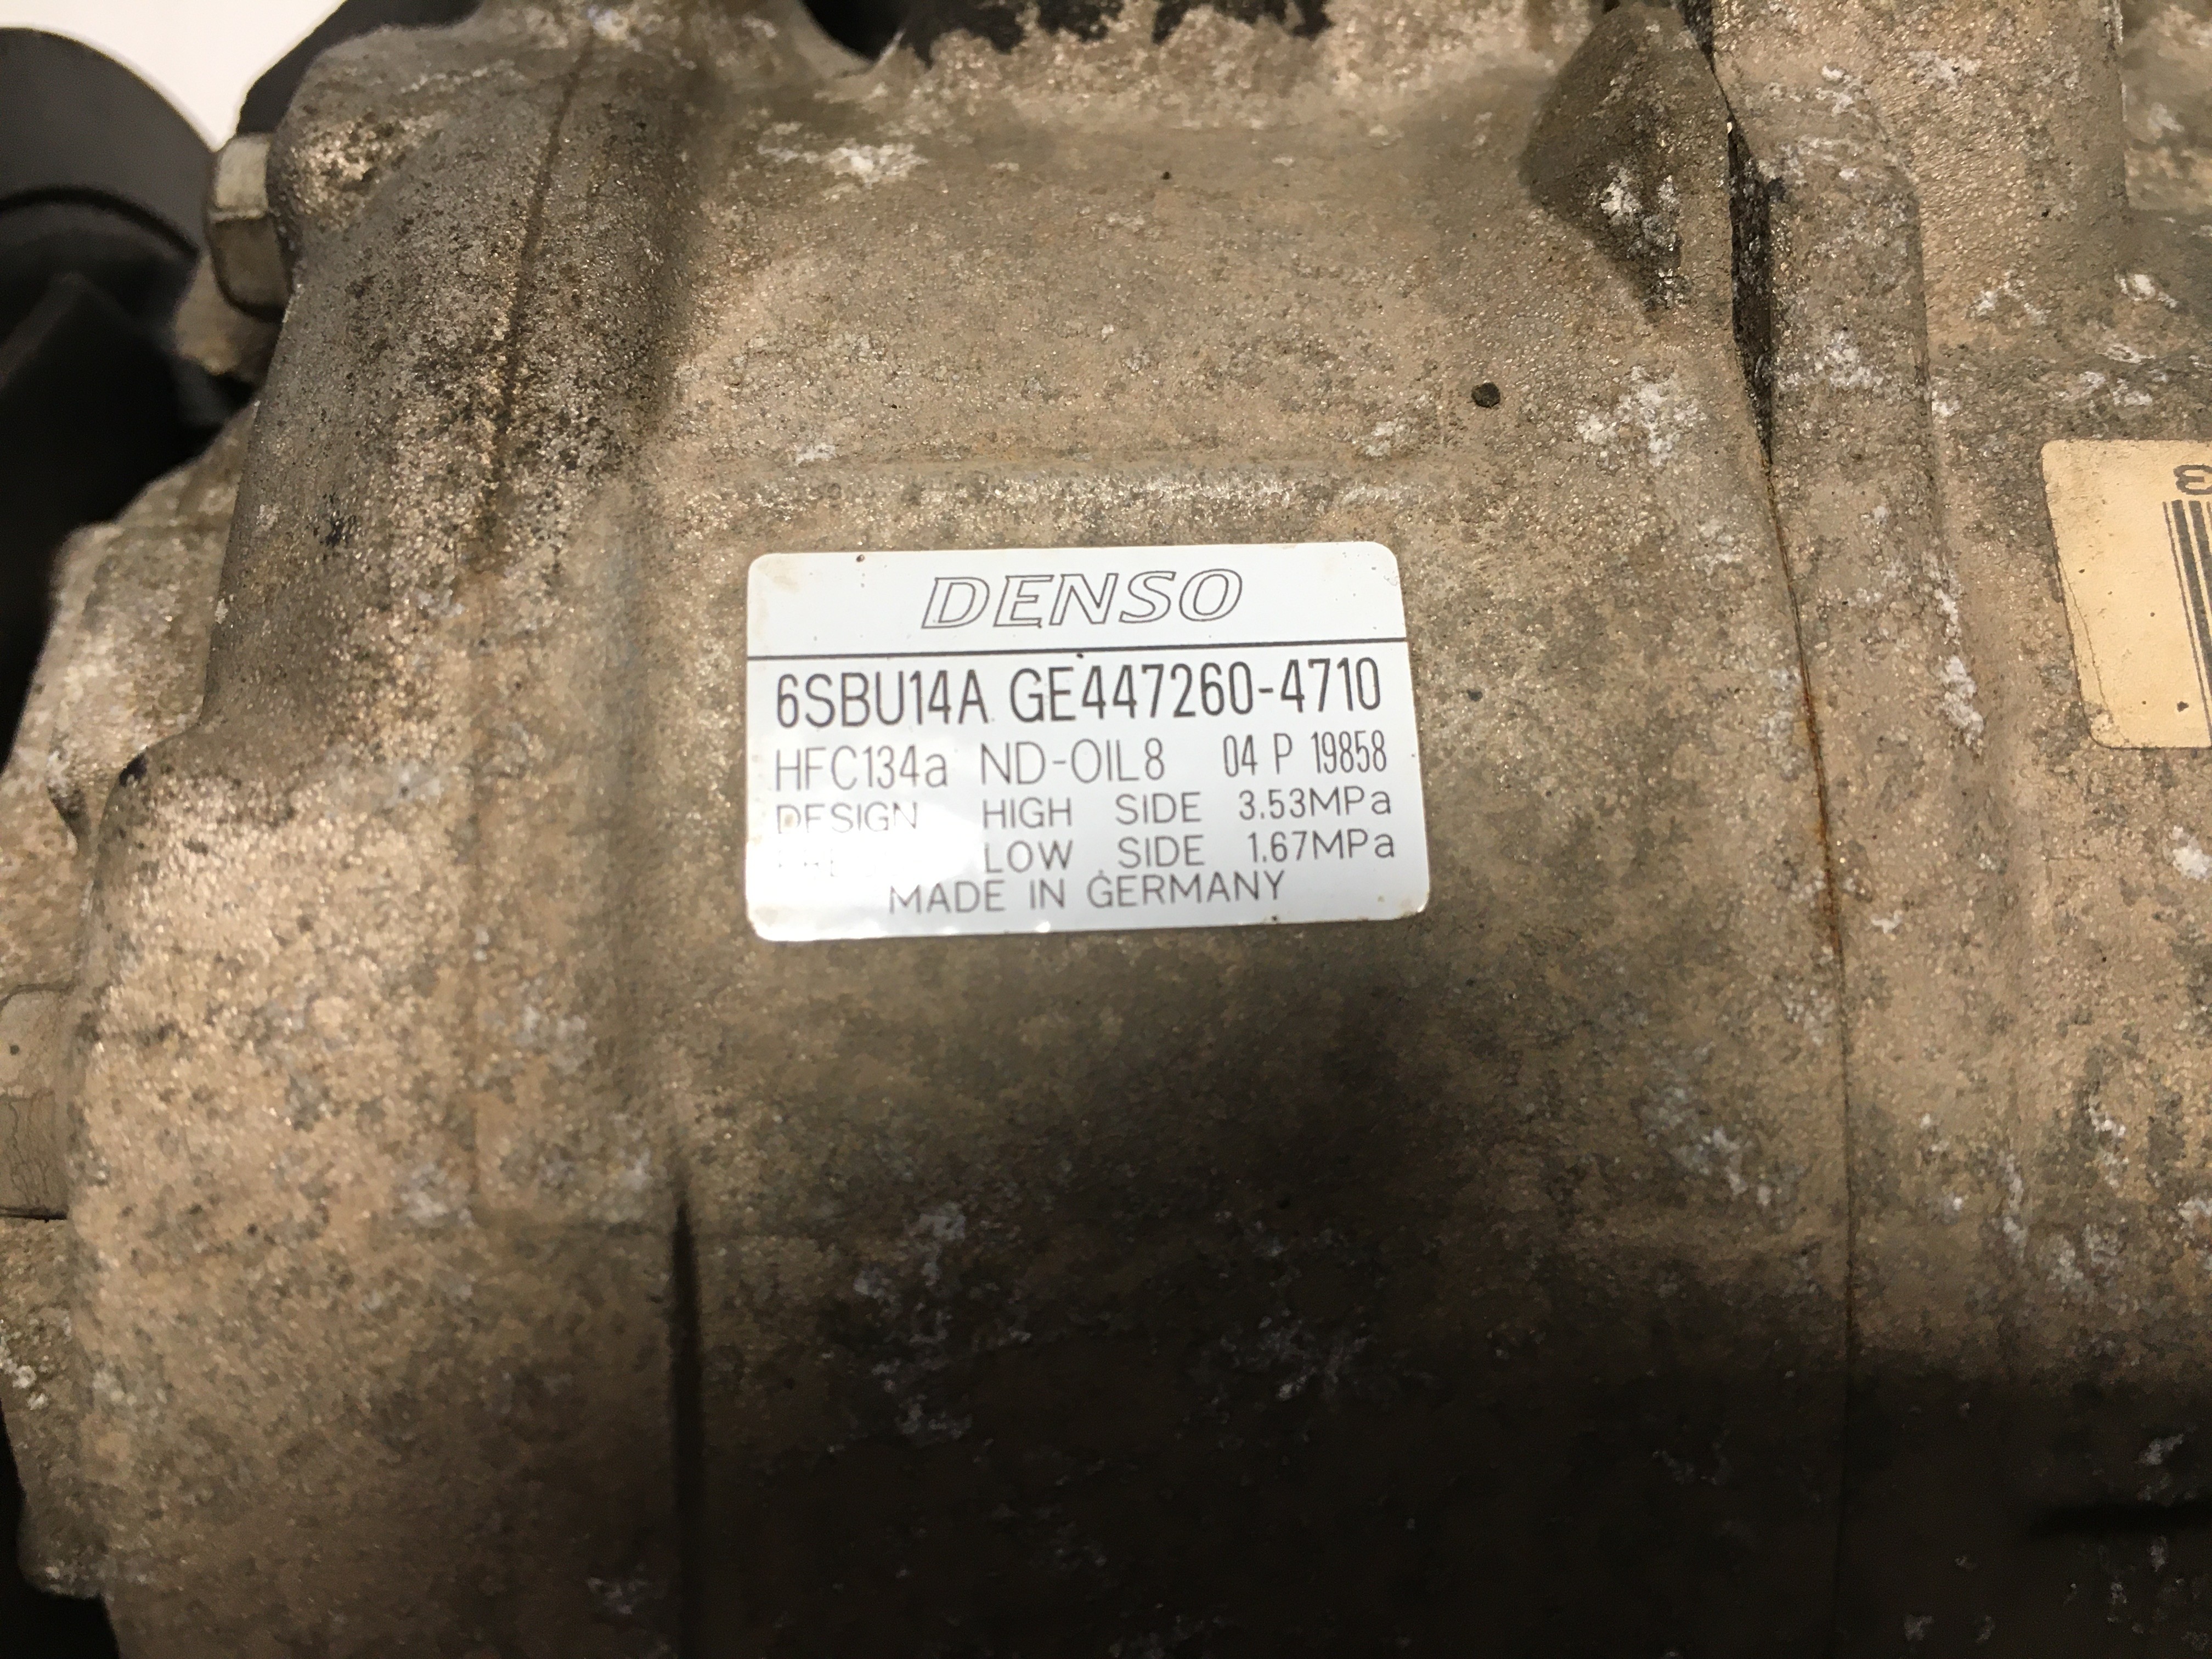 DENSO
6SBU14A GE447260-4710
HFC134a ND-OIL8 04 P 19858
DESIGN HIGH SIDE 3.53MPa
LOW SIDE 1.67MPa
MADE IN GERMANY